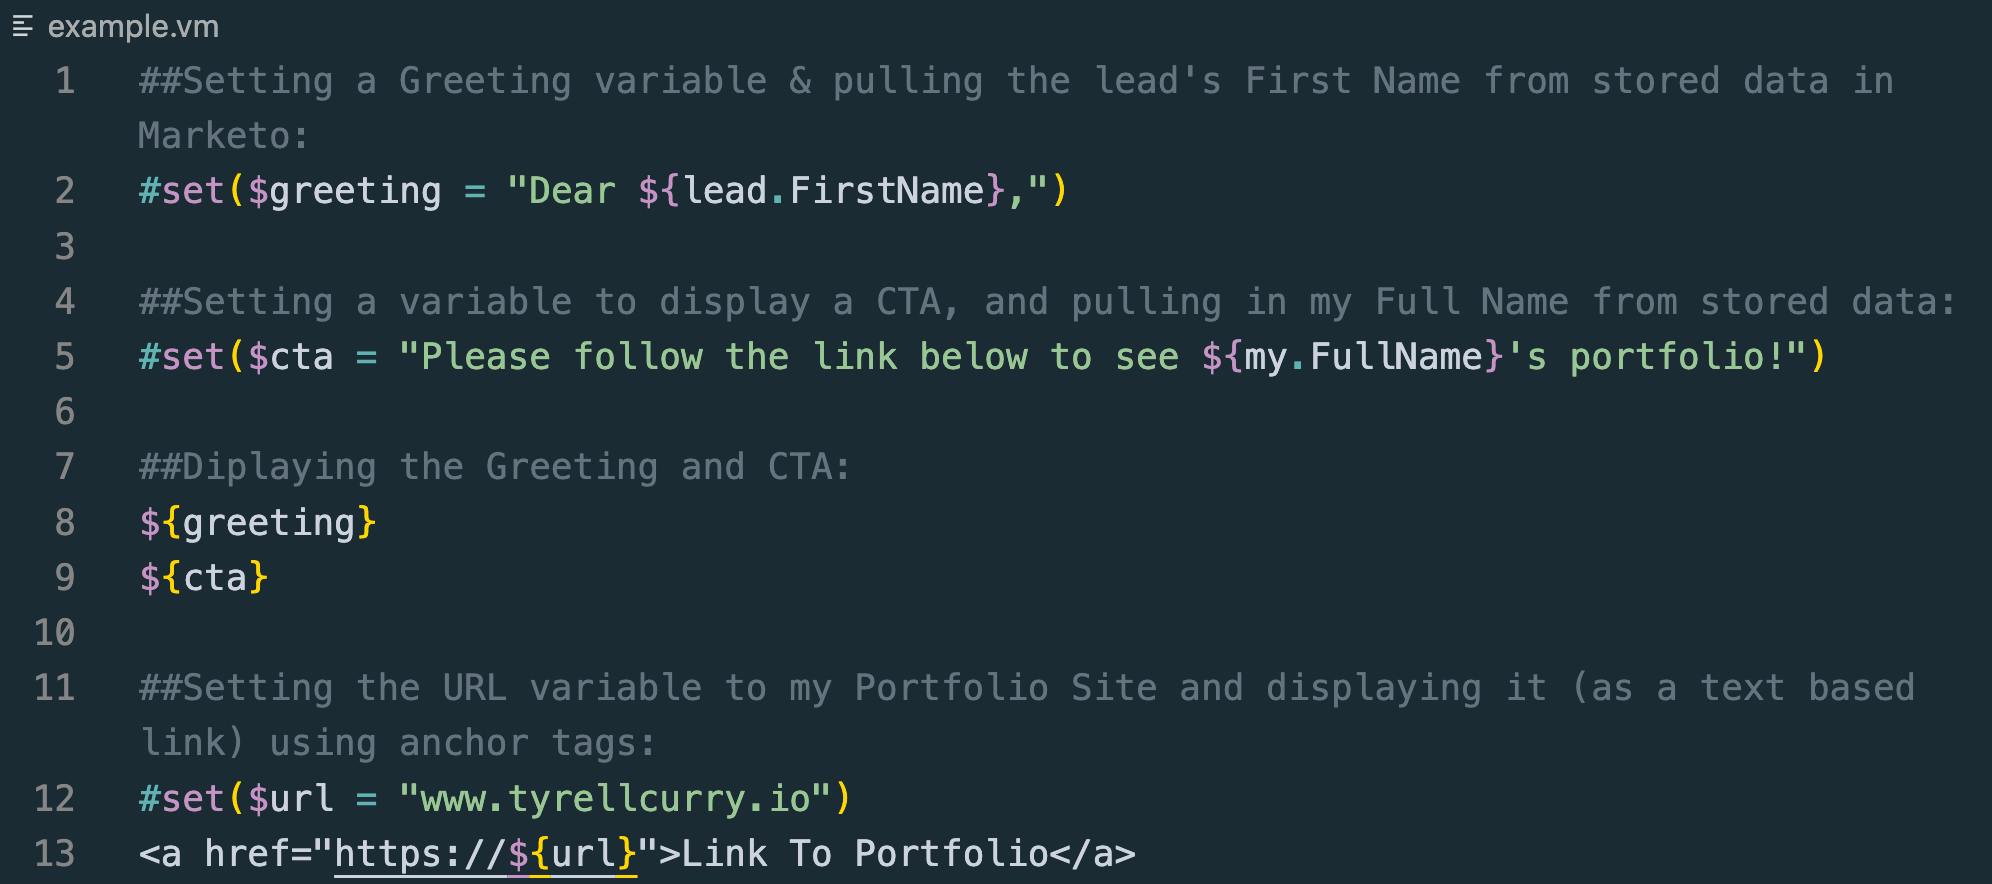 example.vm
1 ##Setting a Greeting variable & pulling the lead's First Name from stored data in
Marketo:
2 #set($greeting = "Dear ${lead.FirstName},")
3
4 ##Setting a variable to display a CTA, and pulling in my Full Name from stored data:
5 #set($cta = "Please follow the link below to see ${my.FullName}'s portfolio!")
6
7 ##Diplaying the Greeting and CTA:
8 ${greeting}
9 ${cta}
10
11 ##Setting the URL variable to my Portfolio Site and displaying it (as a text based
link) using anchor tags:
12 #set($url = "www.tyrellcurry.io")
13 <a href="https://${url}">Link To Portfolio</a>